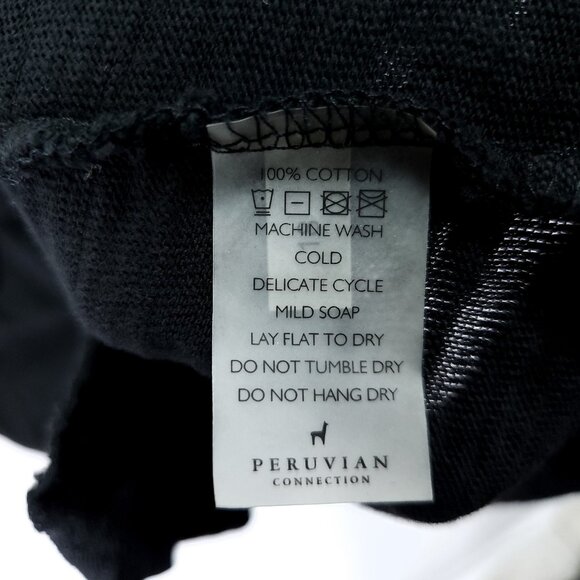 100% COTTON
MACHINE WASH
COLD
DELICATE CYCLE
MILD SOAP
LAY FLAT TO DRY
DO NOT TUMBLE DRY
DO NOT HANG DRY
PERUVIAN
CONNECTION